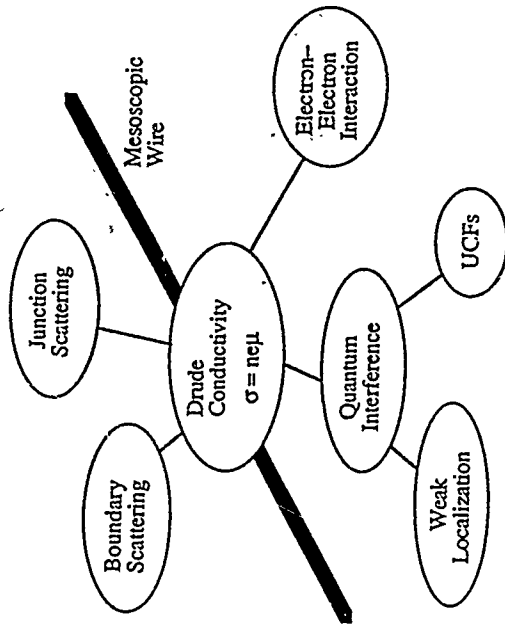 Junction
Scattering
Mesoscopic
Wire
Boundary
Scattering
Drude
Conductivity
σ = neμ
Electron–
Electron
Interaction
Quantum
Interference
Weak
Localization
UCFs